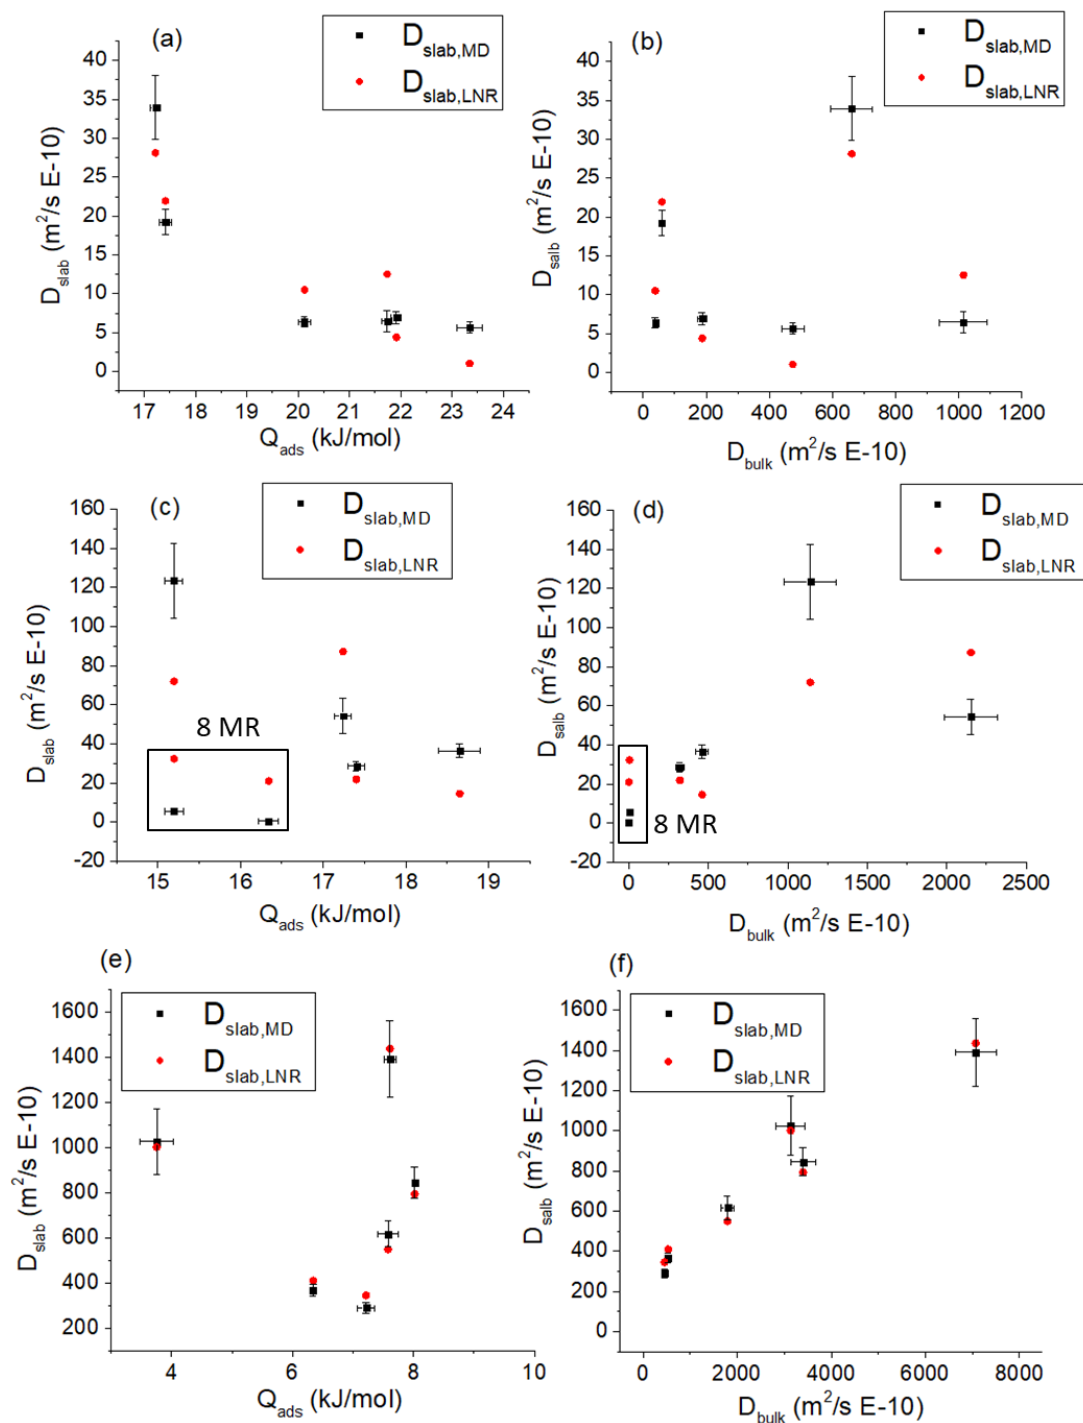 (a)
D_slab,MD
D_slab,LNR
40
35
30
25
20
15
10
5
0
D_slab (m²/s E-10)
17 18 19 20 21 22 23 24
Q_ads (kJ/mol)
(b)
D_slab,MD
D_slab,LNR
40
35
30
25
20
15
10
5
0
D_salb (m²/s E-10)
0 200 400 600 800 1000 1200
D_bulk (m²/s E-10)
(c)
D_slab,MD
D_slab,LNR
160
140
120
100
80
60
40
20
0
-20
D_slab (m²/s E-10)
8 MR
15 16 17 18 19
Q_ads (kJ/mol)
(d)
D_slab,MD
D_slab,LNR
160
140
120
100
80
60
40
20
0
-20
D_salb (m²/s E-10)
8 MR
0 500 1000 1500 2000 2500
D_bulk (m²/s E-10)
(e)
D_slab,MD
D_slab,LNR
1600
1400
1200
1000
800
600
400
200
D_slab (m²/s E-10)
4 6 8 10
Q_ads (kJ/mol)
(f)
D_slab,MD
D_slab,LNR
1600
1400
1200
1000
800
600
400
200
0
D_salb (m²/s E-10)
0 2000 4000 6000 8000
D_bulk (m²/s E-10)